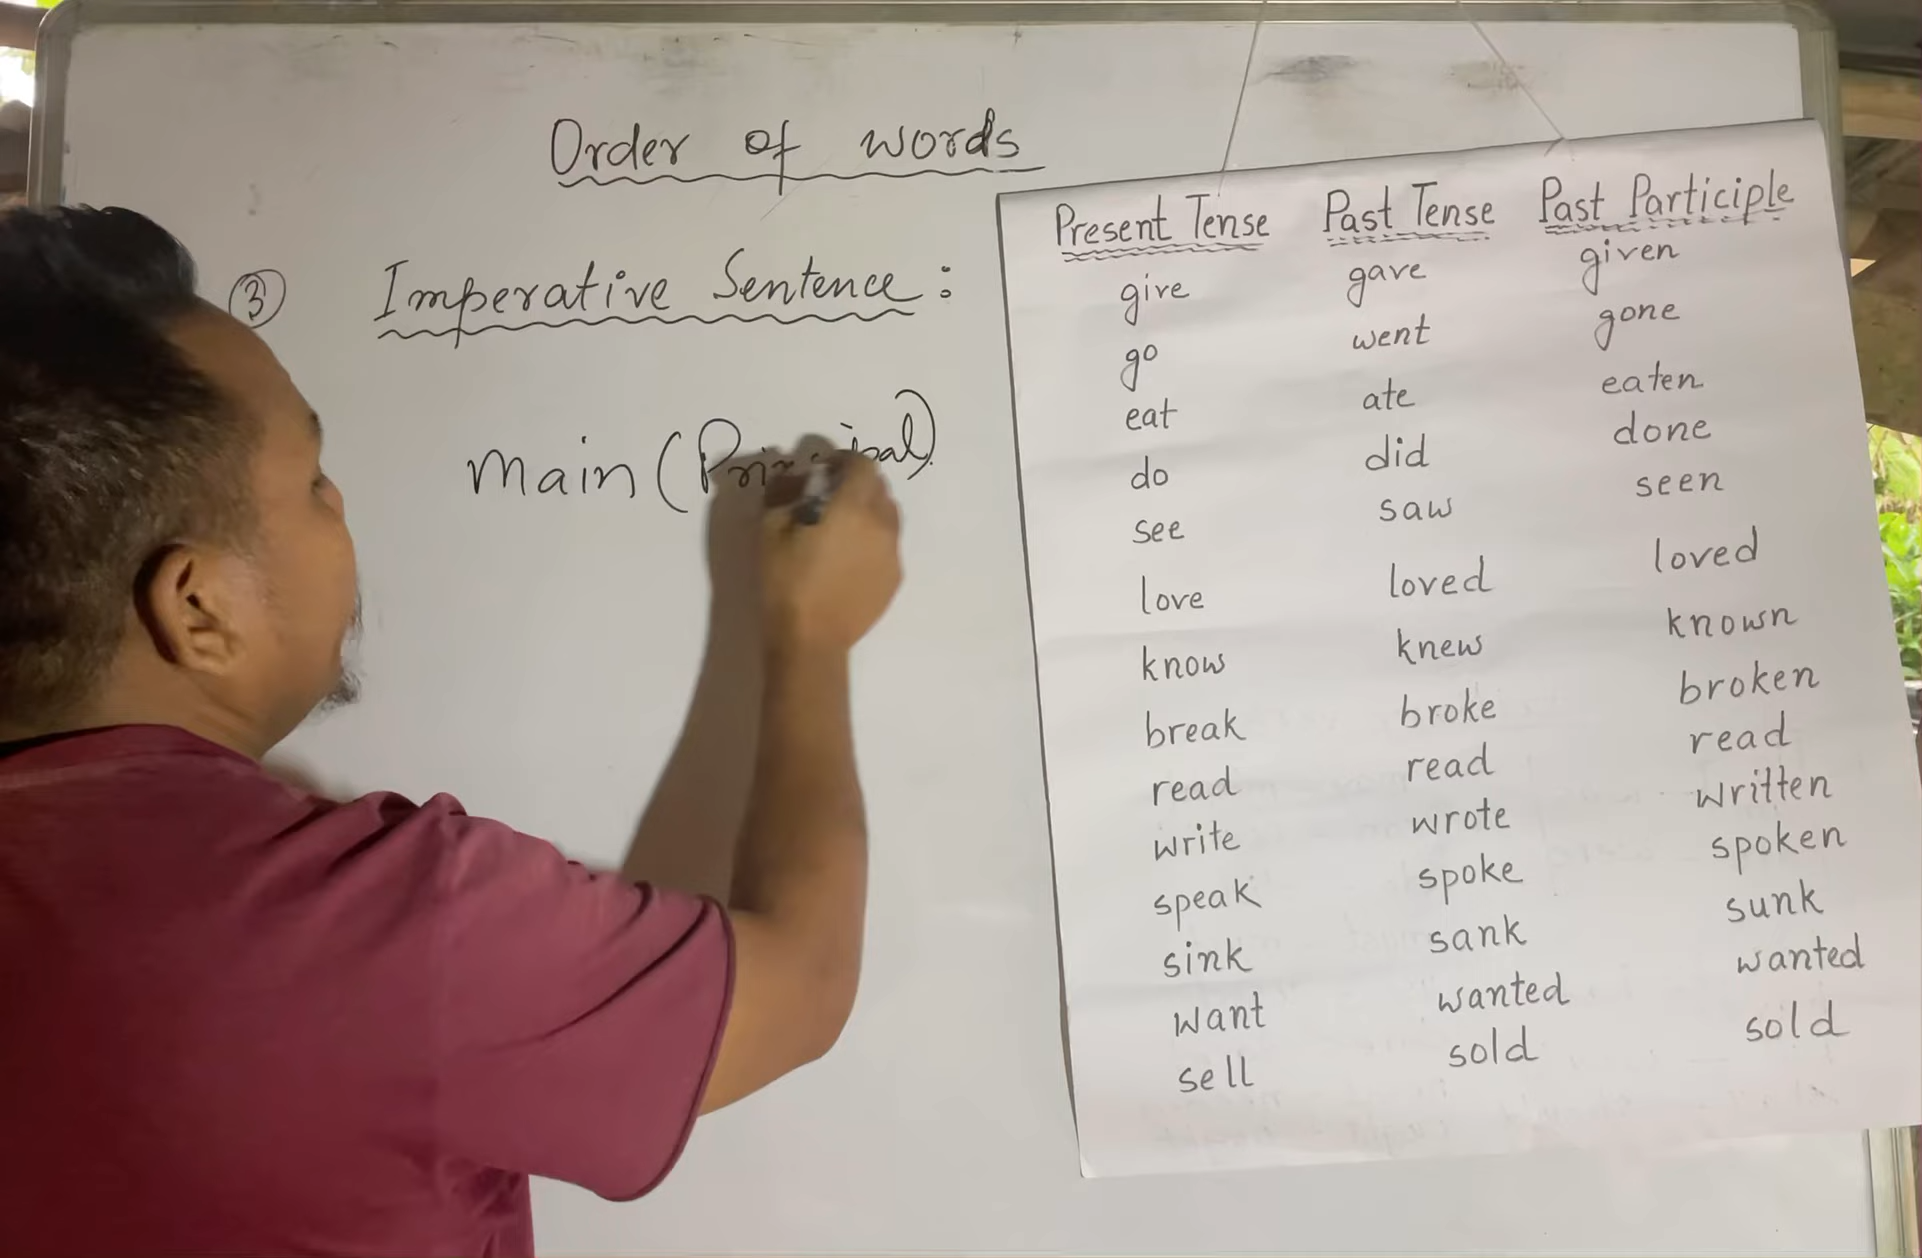 Order of words
③ Imperative Sentence :
Main (Principal)
Present Tense Past Tense Past Participle
give gave given
go went gone
eat ate eaten
do did done
see saw seen
love loved loved
know knew known
break broke broken
read read read
write wrote written
speak spoke spoken
sink sank sunk
want wanted wanted
sell sold sold